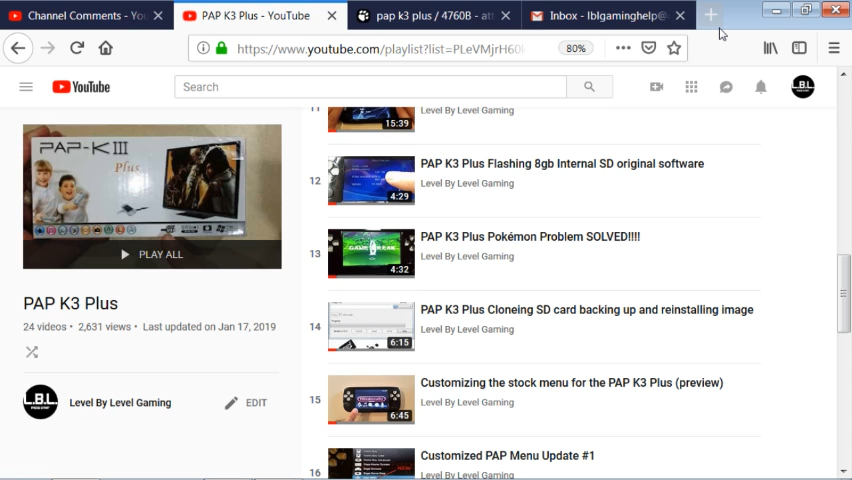 Channel Comments - You
PAP K3 Plus - YouTube
pap k3 plus / 4760B - att
Inbox - lblgaminghelp@
https://www.youtube.com/playlist?list=PLeVMjrH60
80%
YouTube
Search
L.B.L
11
15:39
Level By Level Gaming
PAP-KIII
Plus
PLAY ALL
PAP K3 Plus
24 videos • 2,631 views • Last updated on Jan 17, 2019
L.B.L
Level By Level Gaming
EDIT
12
4:29
PAP K3 Plus Flashing 8gb Internal SD original software
Level By Level Gaming
13
4:32
PAP K3 Plus Pokémon Problem SOLVED!!!!
Level By Level Gaming
14
6:15
PAP K3 Plus Cloneing SD card backing up and reinstalling image
Level By Level Gaming
15
6:45
Customizing the stock menu for the PAP K3 Plus (preview)
Level By Level Gaming
16
Customized PAP Menu Update #1
Level By Level Gaming